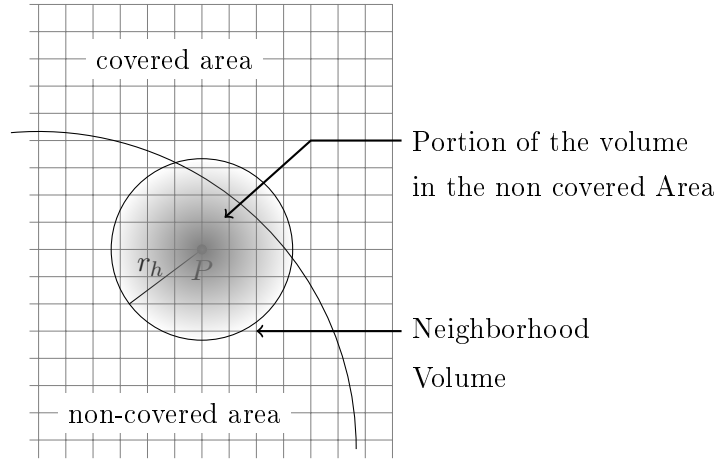 covered area
Portion of the volume
in the non covered Area
r_h
P
Neighborhood
Volume
non-covered area